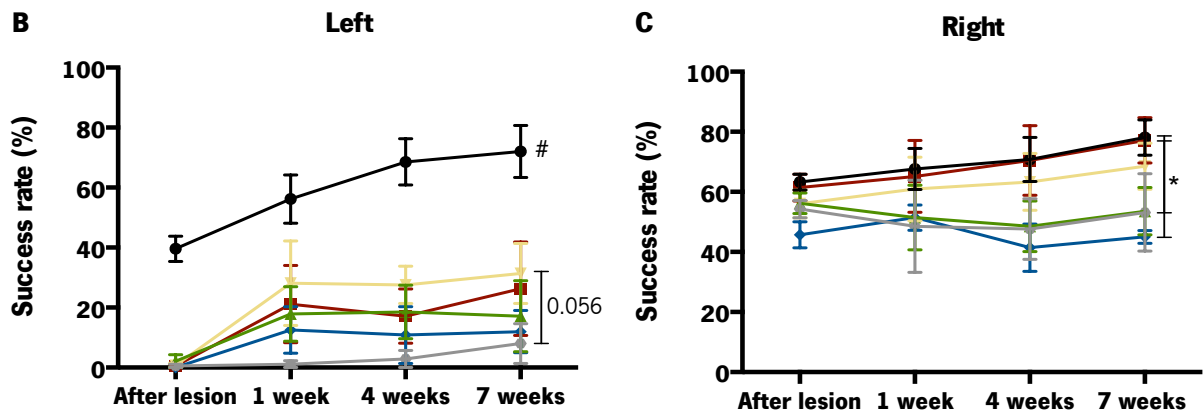 B
Left
Success rate (%)
100
80
60
40
20
0
#
0.056
After lesion 1 week 4 weeks 7 weeks
C
Right
Success rate (%)
100
80
60
40
20
0
*
After lesion 1 week 4 weeks 7 weeks